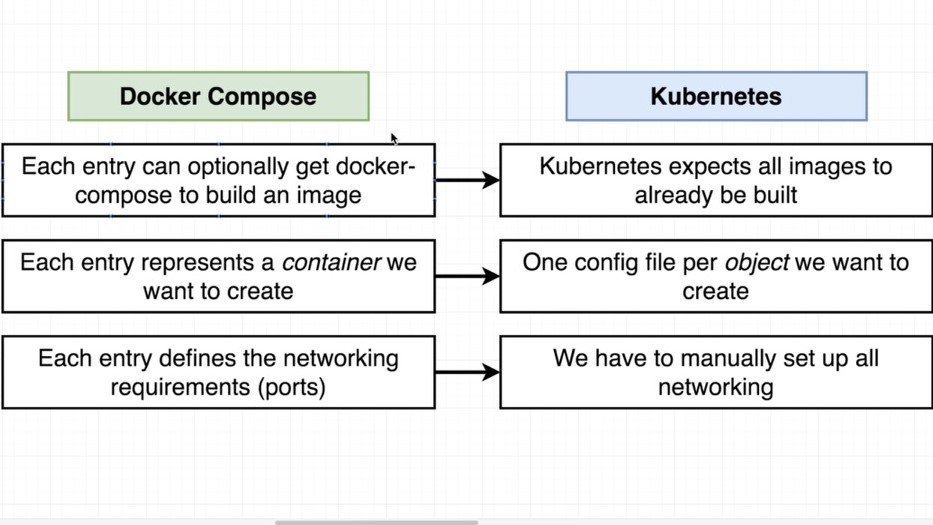 Docker Compose
Kubernetes
Each entry can optionally get docker-
compose to build an image
Kubernetes expects all images to
already be built
Each entry represents a container we
want to create
One config file per object we want to
create
Each entry defines the networking
requirements (ports)
We have to manually set up all
networking